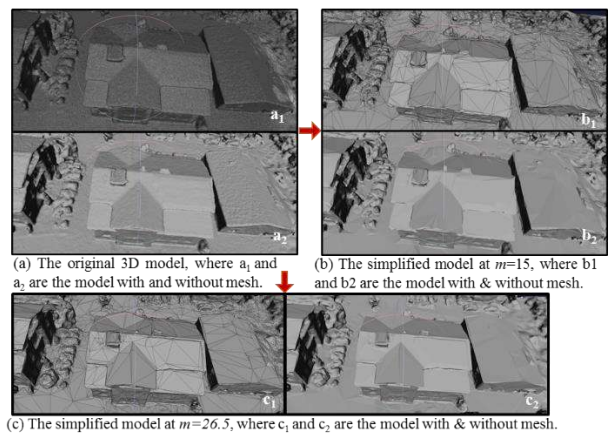 a1
a2
b1
b2
(a) The original 3D model, where a1 and
a2 are the model with and without mesh.
(b) The simplified model at m=15, where b1
and b2 are the model with & without mesh.
c1
c2
(c) The simplified model at m=26.5, where c1 and c2 are the model with & without mesh.